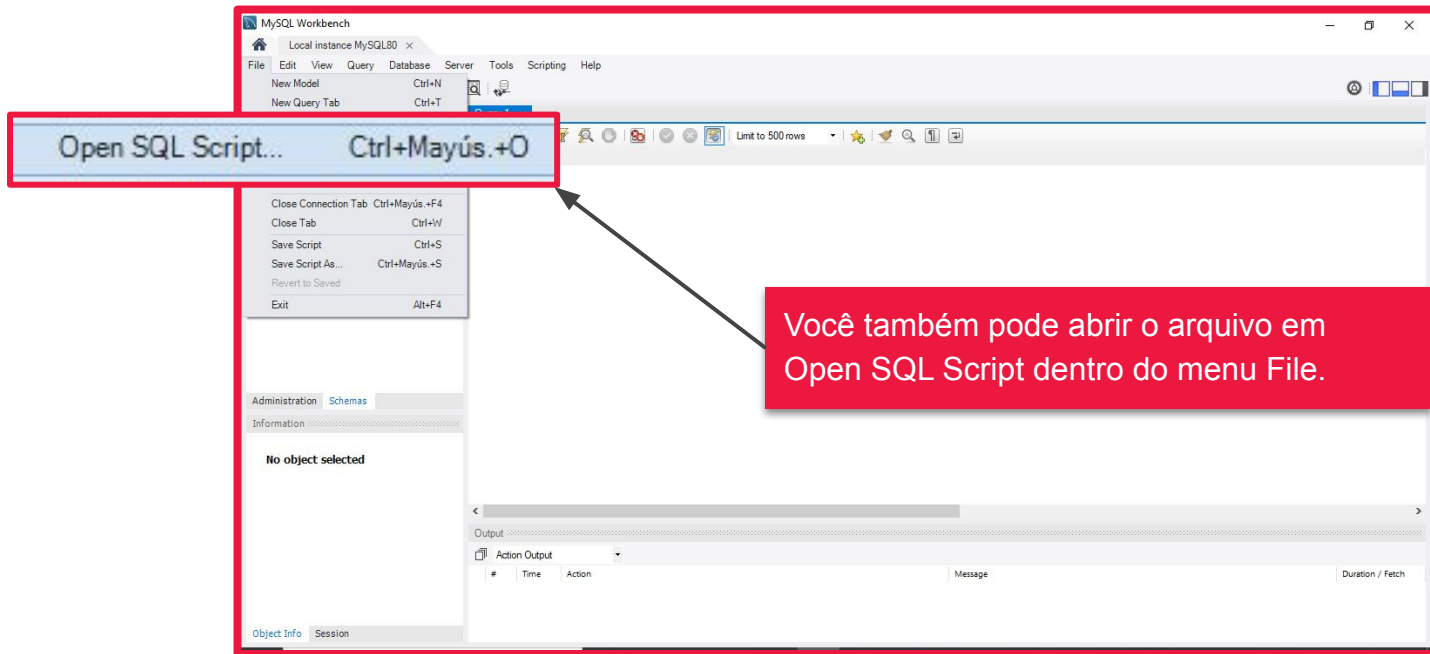 MySQL Workbench
Local instance MySQL80
File Edit View Query Database Server Tools Scripting Help
New Model Ctrl+N
New Query Tab Ctrl+T
Open SQL Script... Ctrl+Mayús.+O
Limit to 500 rows
Close Connection Tab Ctrl+Mayús.+F4
Close Tab Ctrl+W
Save Script Ctrl+S
Save Script As... Ctrl+Mayús.+S
Revert to Saved
Exit Alt+F4
Você também pode abrir o arquivo em
Open SQL Script dentro do menu File.
Administration Schemas
Information
No object selected
Output
Action Output
# Time Action Message Duration / Fetch
Object Info Session